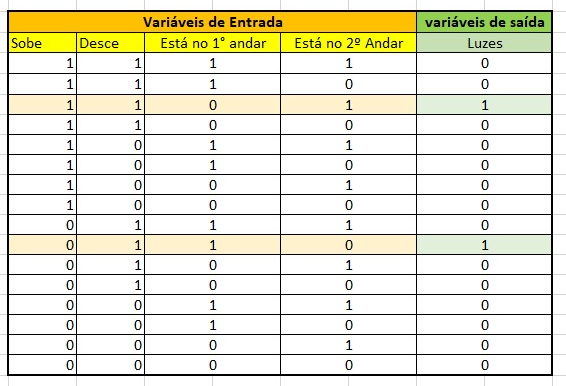 Variáveis de Entrada variáveis de saída
Sobe Desce Está no 1° andar Está no 2º Andar Luzes
1 1 1 1 0
1 1 1 0 0
1 1 0 1 1
1 1 0 0 0
1 0 1 1 0
1 0 1 0 0
1 0 0 1 0
1 0 0 0 0
0 1 1 1 0
0 1 1 0 1
0 1 0 1 0
0 1 0 0 0
0 0 1 1 0
0 0 1 0 0
0 0 0 1 0
0 0 0 0 0